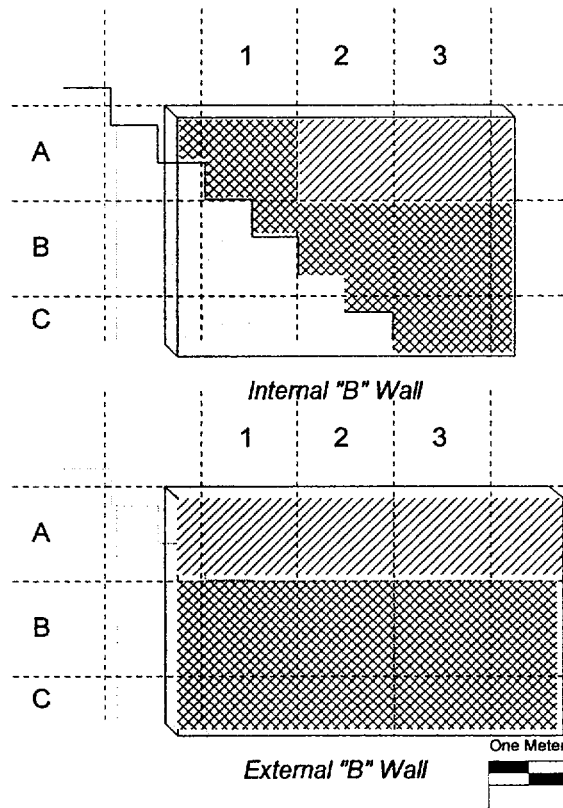 1 2 3
A
B
C
Internal "B" Wall
1 2 3
A
B
C
One Meter
External "B" Wall